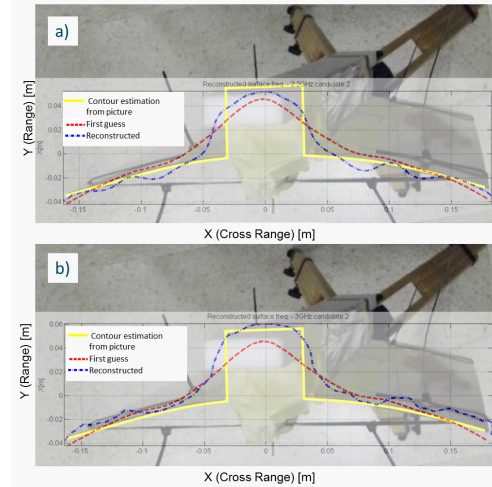 a)
Reconstructed surface freq. - 2.2GHz candidate 2
Y (Range) [m]
Contour estimation
from picture
First guess
Reconstructed
0.04
0.02
0
-0.02
-0.04
-0.15
-0.1
-0.05
0
0.05
0.1
0.15
X (Cross Range) [m]
b)
Reconstructed surface freq. - 3GHz candidate 2
Y (Range) [m]
Contour estimation
from picture
First guess
Reconstructed
0.06
0.04
0.02
0
-0.02
-0.04
-0.15
-0.1
-0.05
0
0.05
0.1
0.15
X (Cross Range) [m]